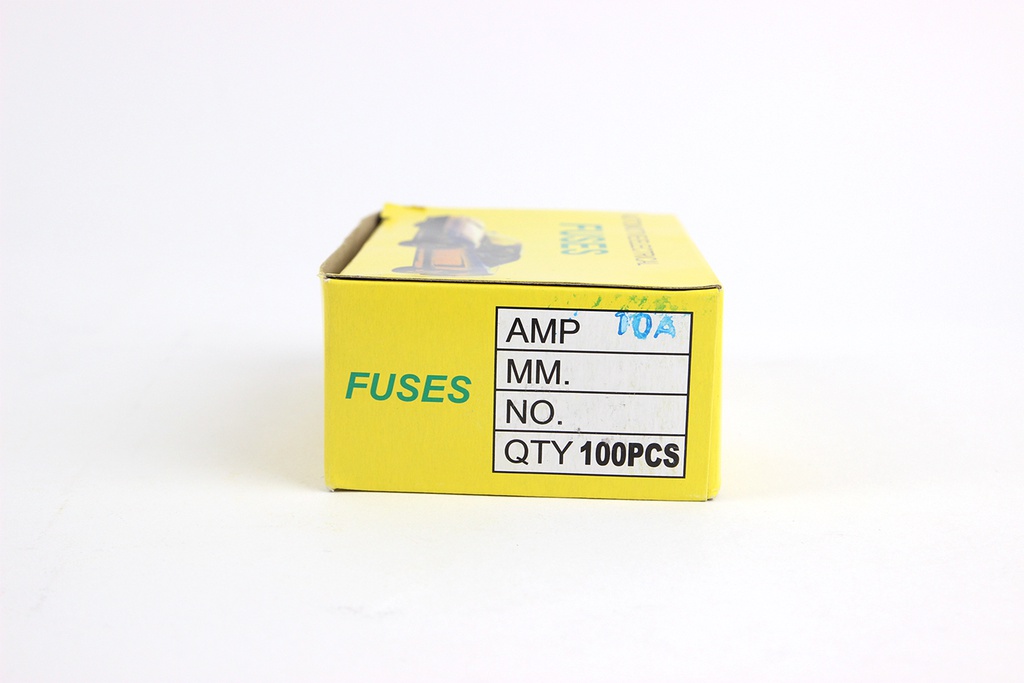 FUSES
FUSES
AMP 10A
MM.
NO.
QTY 100PCS